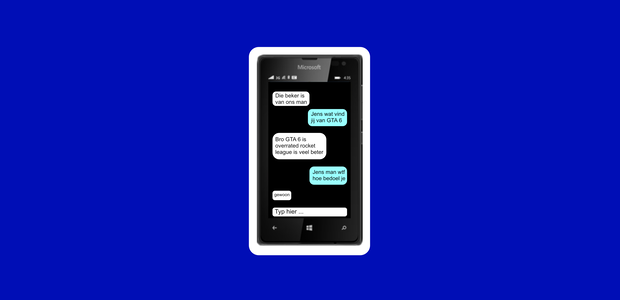 Microsoft
Die beker is
van ons man
Jens wat vind
jij van GTA 6
Bro GTA 6 is
overrated rocket
league is veel beter
Jens man wtf
hoe bedoel je
gewoon
Typ hier ...